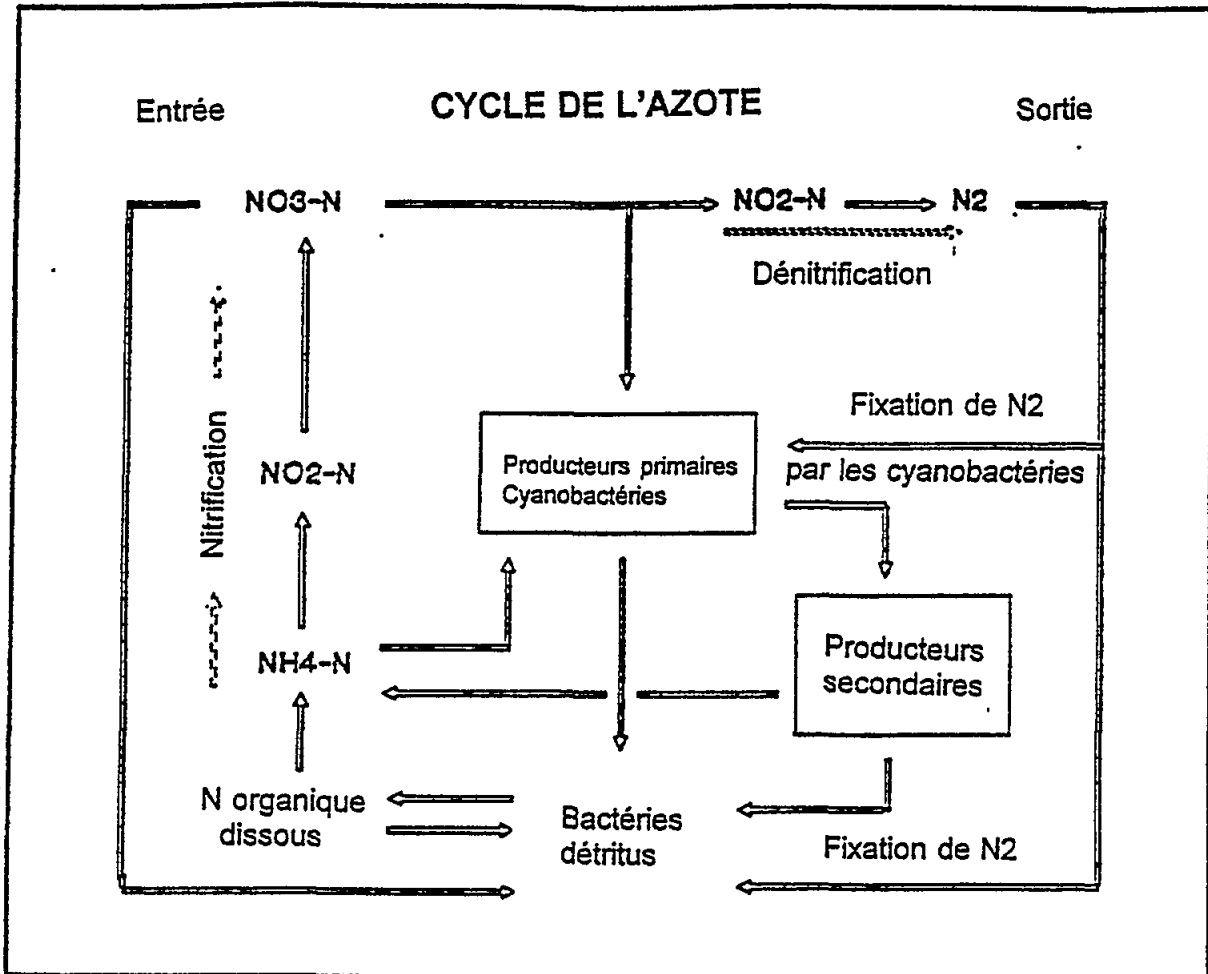 Entrée
CYCLE DE L'AZOTE
Sortie
NO3-N
NO2-N
N2
Dénitrification
Nitrification
Fixation de N2
par les cyanobactéries
Producteurs primaires
Cyanobactéries
NO2-N
NH4-N
Producteurs
secondaires
N organique
dissous
Bactéries
détritus
Fixation de N2